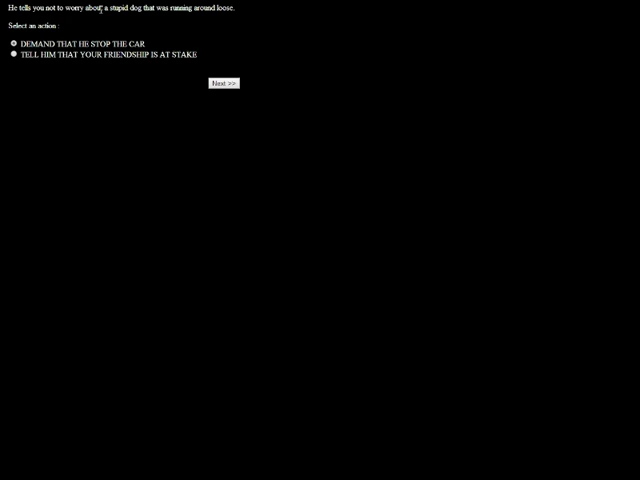 He tells you not to worry about a stupid dog that was running around loose.
Select an action :
DEMAND THAT HE STOP THE CAR
TELL HIM THAT YOUR FRIENDSHIP IS AT STAKE
Next >>